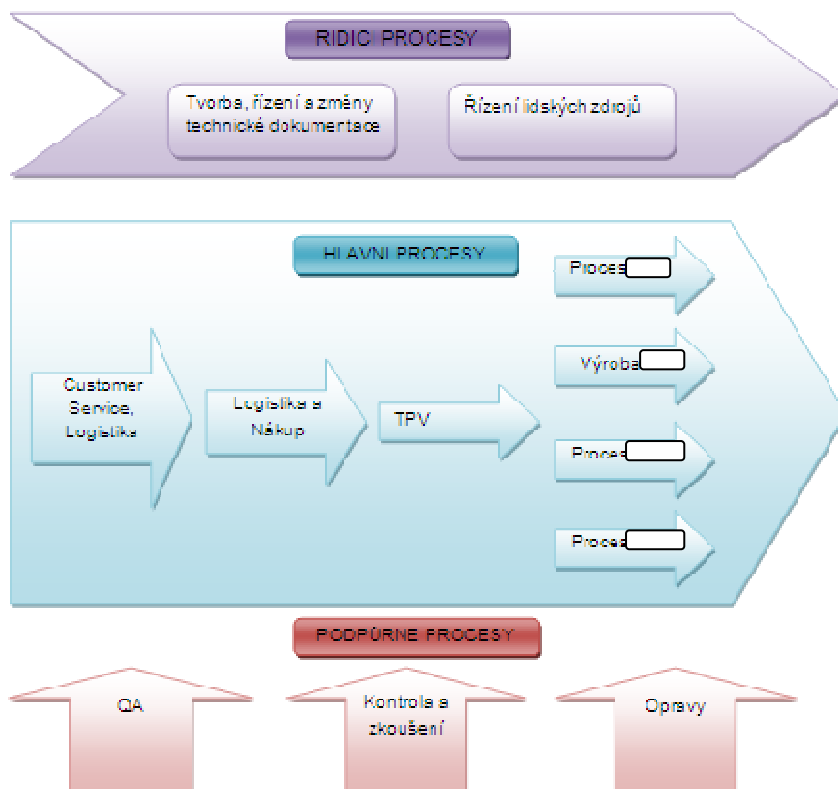 RIDICI PROCESY
Tvorba, řízení a změny
technické dokumentace
Řízení lidských zdrojů
HLAVNI PROCESY
Proces
Customer
Service,
Logistika
Logistika a
Nákup
TPV
Výroba
Proces
Proces
PODPŮRNE PROCESY
QA
Kontrola a
zkoušení
Opravy